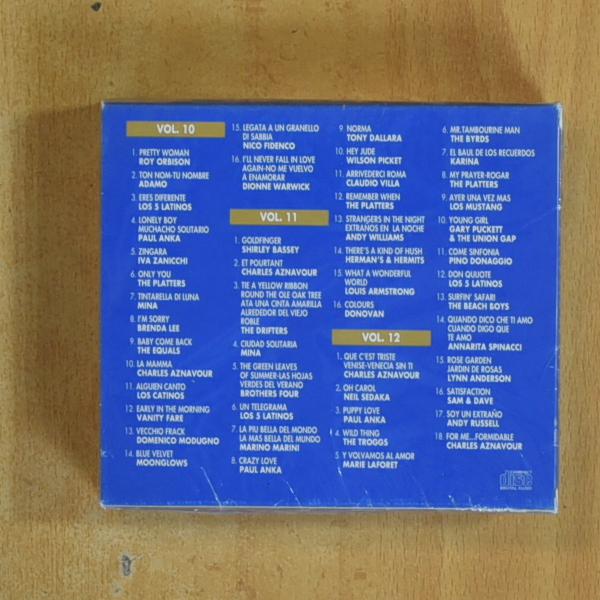 VOL. 10
1. PRETTY WOMAN
ROY ORBISON
2. TON NOM-TU NOMBRE
ADAMO
3. ERES DIFERENTE
LOS 5 LATINOS
4. LONELY BOY
MUCHACHO SOLITARIO
PAUL ANKA
5. ZINGARA
IVA ZANICCHI
6. ONLY YOU
THE PLATTERS
7. TINTARELLA DI LUNA
MINA
8. I'M SORRY
BRENDA LEE
9. BABY COME BACK
THE EQUALS
10. LA MAMMA
CHARLES AZNAVOUR
11. ALGUIEN CANTO
LOS CATINOS
12. EARLY IN THE MORNING
VANITY FARE
13. VECCHIO FRACK
DOMENICO MODUGNO
14. BLUE VELVET
MOONGLOWS
15. LEGATA A UN GRANELLO
DI SABBIA
NICO FIDENCO
16. I'LL NEVER FALL IN LOVE
AGAIN-NO ME VUELVO
A ENAMORAR
DIONNE WARWICK
VOL. 11
1. GOLDFINGER
SHIRLEY BASSEY
2. ET POURTANT
CHARLES AZNAVOUR
3. TIE A YELLOW RIBBON
ROUND THE OLE OAK TREE
ATA UNA CINTA AMARILLA
ALREDEDOR DEL VIEJO
ROBLE
THE DRIFTERS
4. CIUDAD SOLITARIA
MINA
5. THE GREEN LEAVES
OF SUMMER-LAS HOJAS
VERDES DEL VERANO
BROTHERS FOUR
6. UN TELEGRAMA
LOS 5 LATINOS
7. LA PIU BELLA DEL MONDO
LA MAS BELLA DEL MUNDO
MARINO MARINI
8. CRAZY LOVE
PAUL ANKA
9. NORMA
TONY DALLARA
10. HEY JUDE
WILSON PICKET
11. ARRIVEDERCI ROMA
CLAUDIO VILLA
12. REMEMBER WHEN
THE PLATTERS
13. STRANGERS IN THE NIGHT
EXTRAÑOS EN LA NOCHE
ANDY WILLIAMS
14. THERE'S A KIND OF HUSH
HERMAN'S & HERMITS
15. WHAT A WONDERFUL
WORLD
LOUIS ARMSTRONG
16. COLOURS
DONOVAN
VOL. 12
1. QUE C'EST TRISTE
VENISE-VENECIA SIN TI
CHARLES AZNAVOUR
2. OH CAROL
NEIL SEDAKA
3. PUPPY LOVE
PAUL ANKA
4. WILD THING
THE TROGGS
5. Y VOLVAMOS AL AMOR
MARIE LAFORET
6. MR.TAMBOURINE MAN
THE BYRDS
7. EL BAUL DE LOS RECUERDOS
KARINA
8. MY PRAYER-ROGAR
THE PLATTERS
9. AYER UNA VEZ MAS
LOS MUSTANG
10. YOUNG GIRL
GARY PUCKETT
& THE UNION GAP
11. COME SINFONIA
PINO DONAGGIO
12. DON QUIJOTE
LOS 5 LATINOS
13. SURFIN' SAFARI
THE BEACH BOYS
14. QUANDO DICO CHE TI AMO
CUANDO DIGO QUE
TE AMO
ANNARITA SPINACCI
15. ROSE GARDEN
JARDIN DE ROSAS
LYNN ANDERSON
16. SATISFACTION
SAM & DAVE
17. SOY UN EXTRAÑO
ANDY RUSSELL
18. FOR ME...FORMIDABLE
CHARLES AZNAVOUR
COMPACT
disc
DIGITAL AUDIO